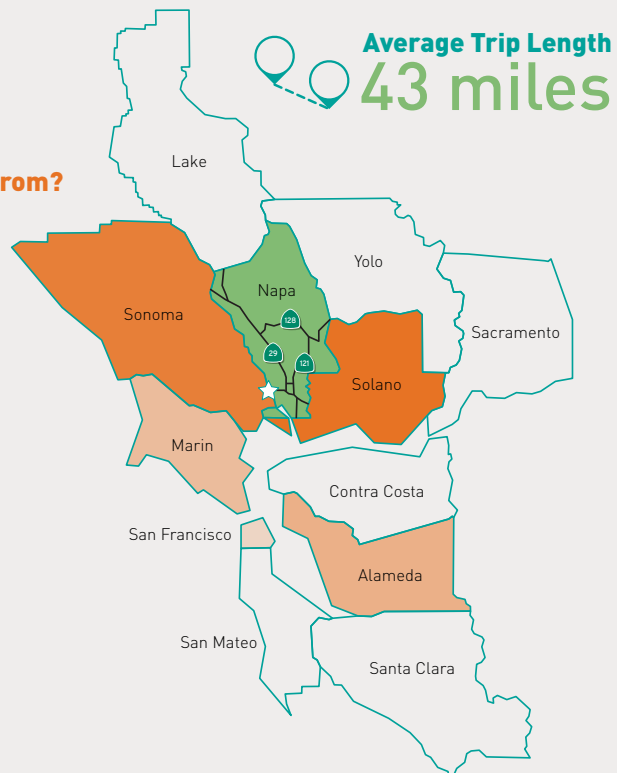 Average Trip Length
43 miles
rom?
Lake
Yolo
Napa
Sonoma
128
Sacramento
29
121
Solano
Marin
Contra Costa
San Francisco
Alameda
San Mateo
Santa Clara